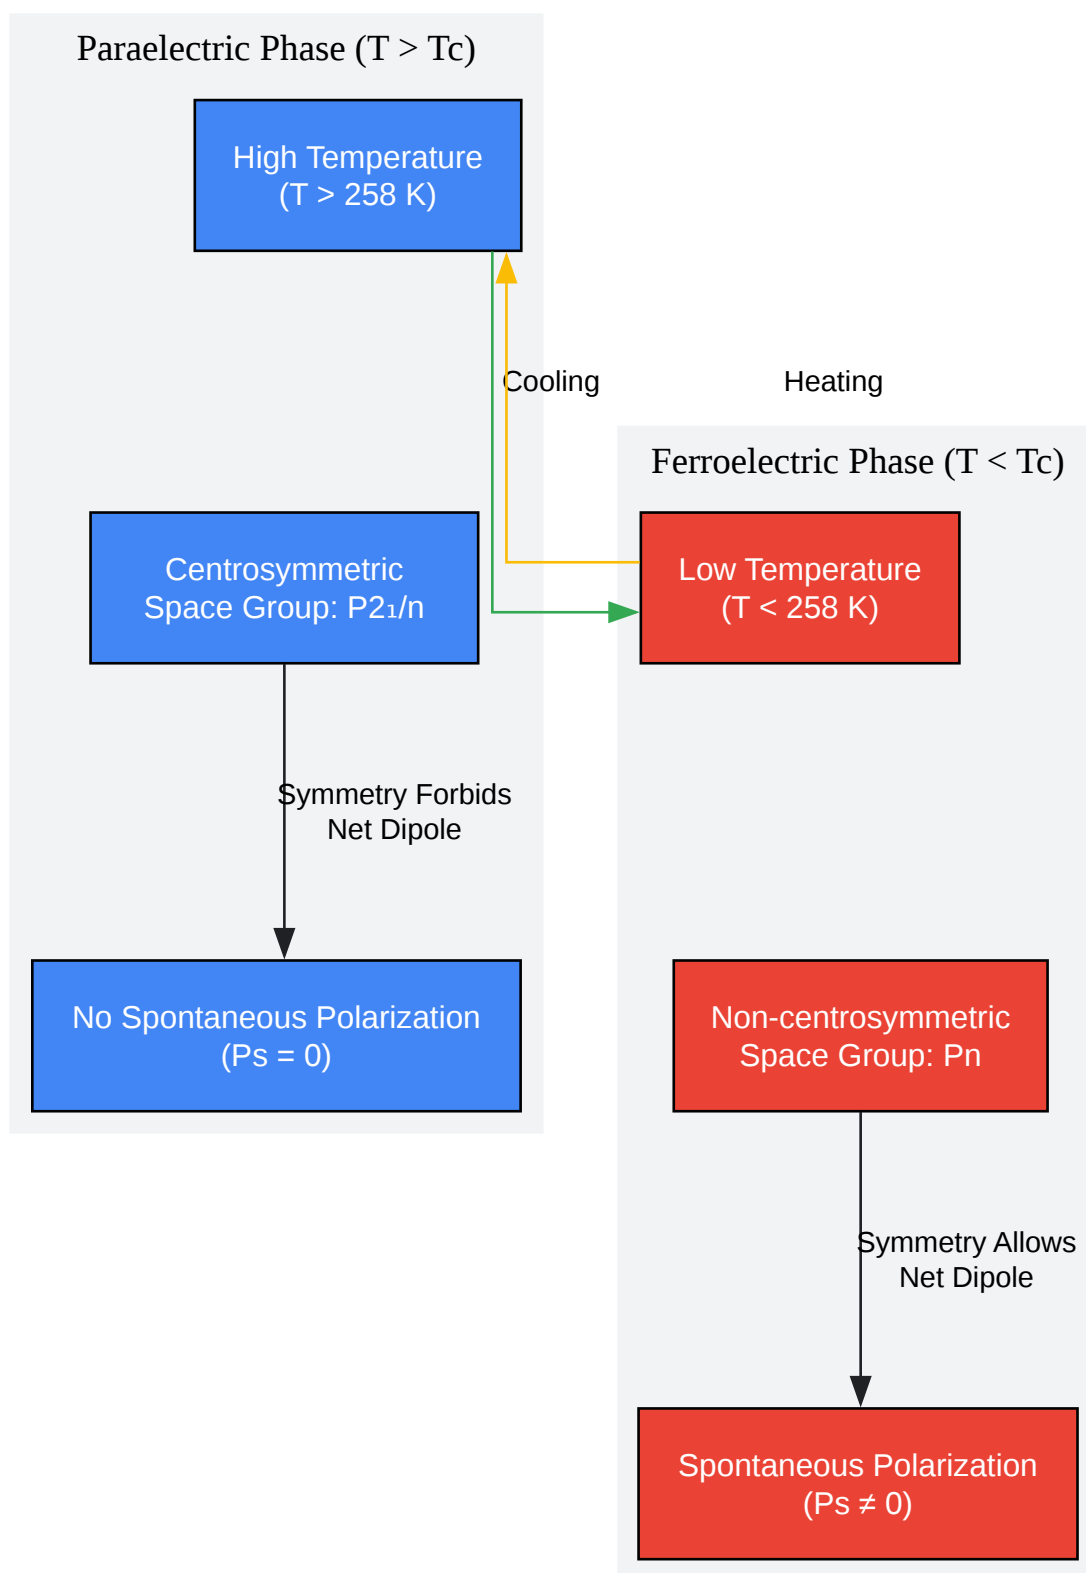 Paraelectric Phase (T > Tc)
High Temperature
(T > 258 K)
Cooling
Heating
Ferroelectric Phase (T < Tc)
Centrosymmetric
Space Group: P2₁/n
Low Temperature
(T < 258 K)
Symmetry Forbids
Net Dipole
No Spontaneous Polarization
(Ps = 0)
Non-centrosymmetric
Space Group: Pn
Symmetry Allows
Net Dipole
Spontaneous Polarization
(Ps ≠ 0)